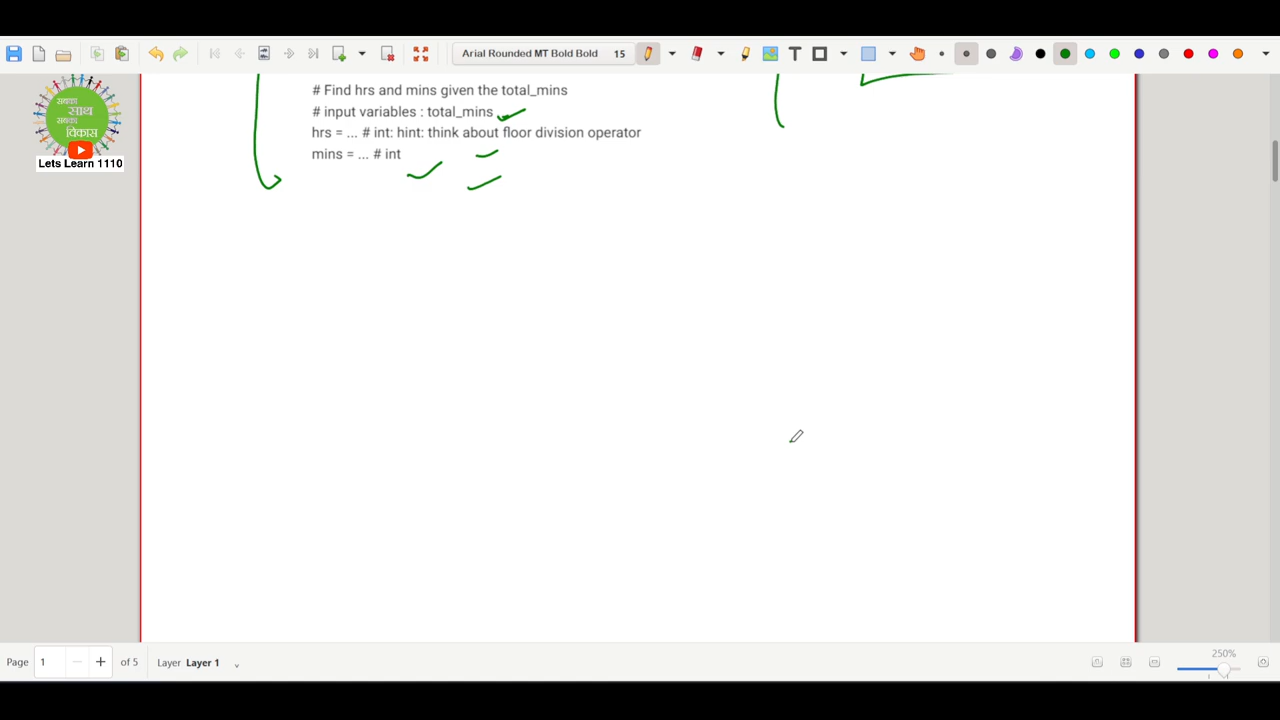 Arial Rounded MT Bold Bold 15
# Find hrs and mins given the total_mins
# input variables : total_mins
hrs = ... # int: hint: think about floor division operator
mins = ... # int
सबका
साथ
सबका
विकास
Lets Learn 1110
Page 1 of 5 Layer Layer 1
250%